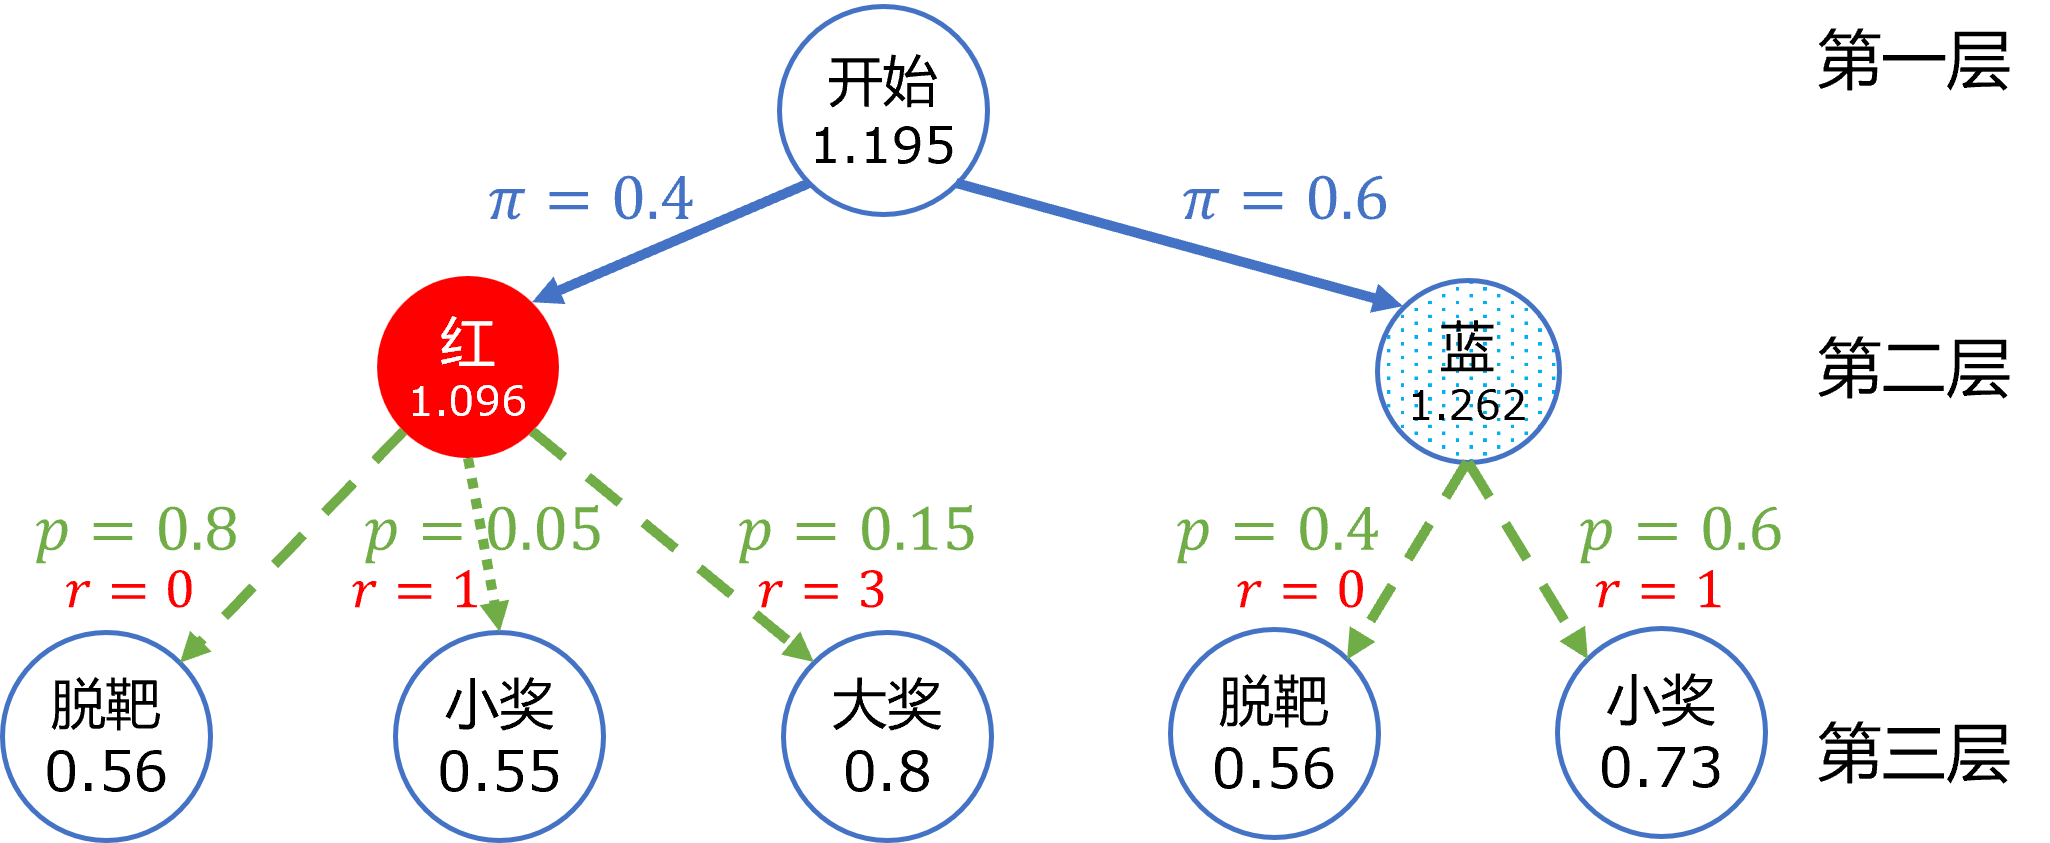 开始
1.195
第一层
π = 0.4
π = 0.6
红
1.096
蓝
1.262
第二层
p = 0.8
r = 0
p = 0.05
r = 1
p = 0.15
r = 3
p = 0.4
r = 0
p = 0.6
r = 1
脱靶
0.56
小奖
0.55
大奖
0.8
脱靶
0.56
小奖
0.73
第三层